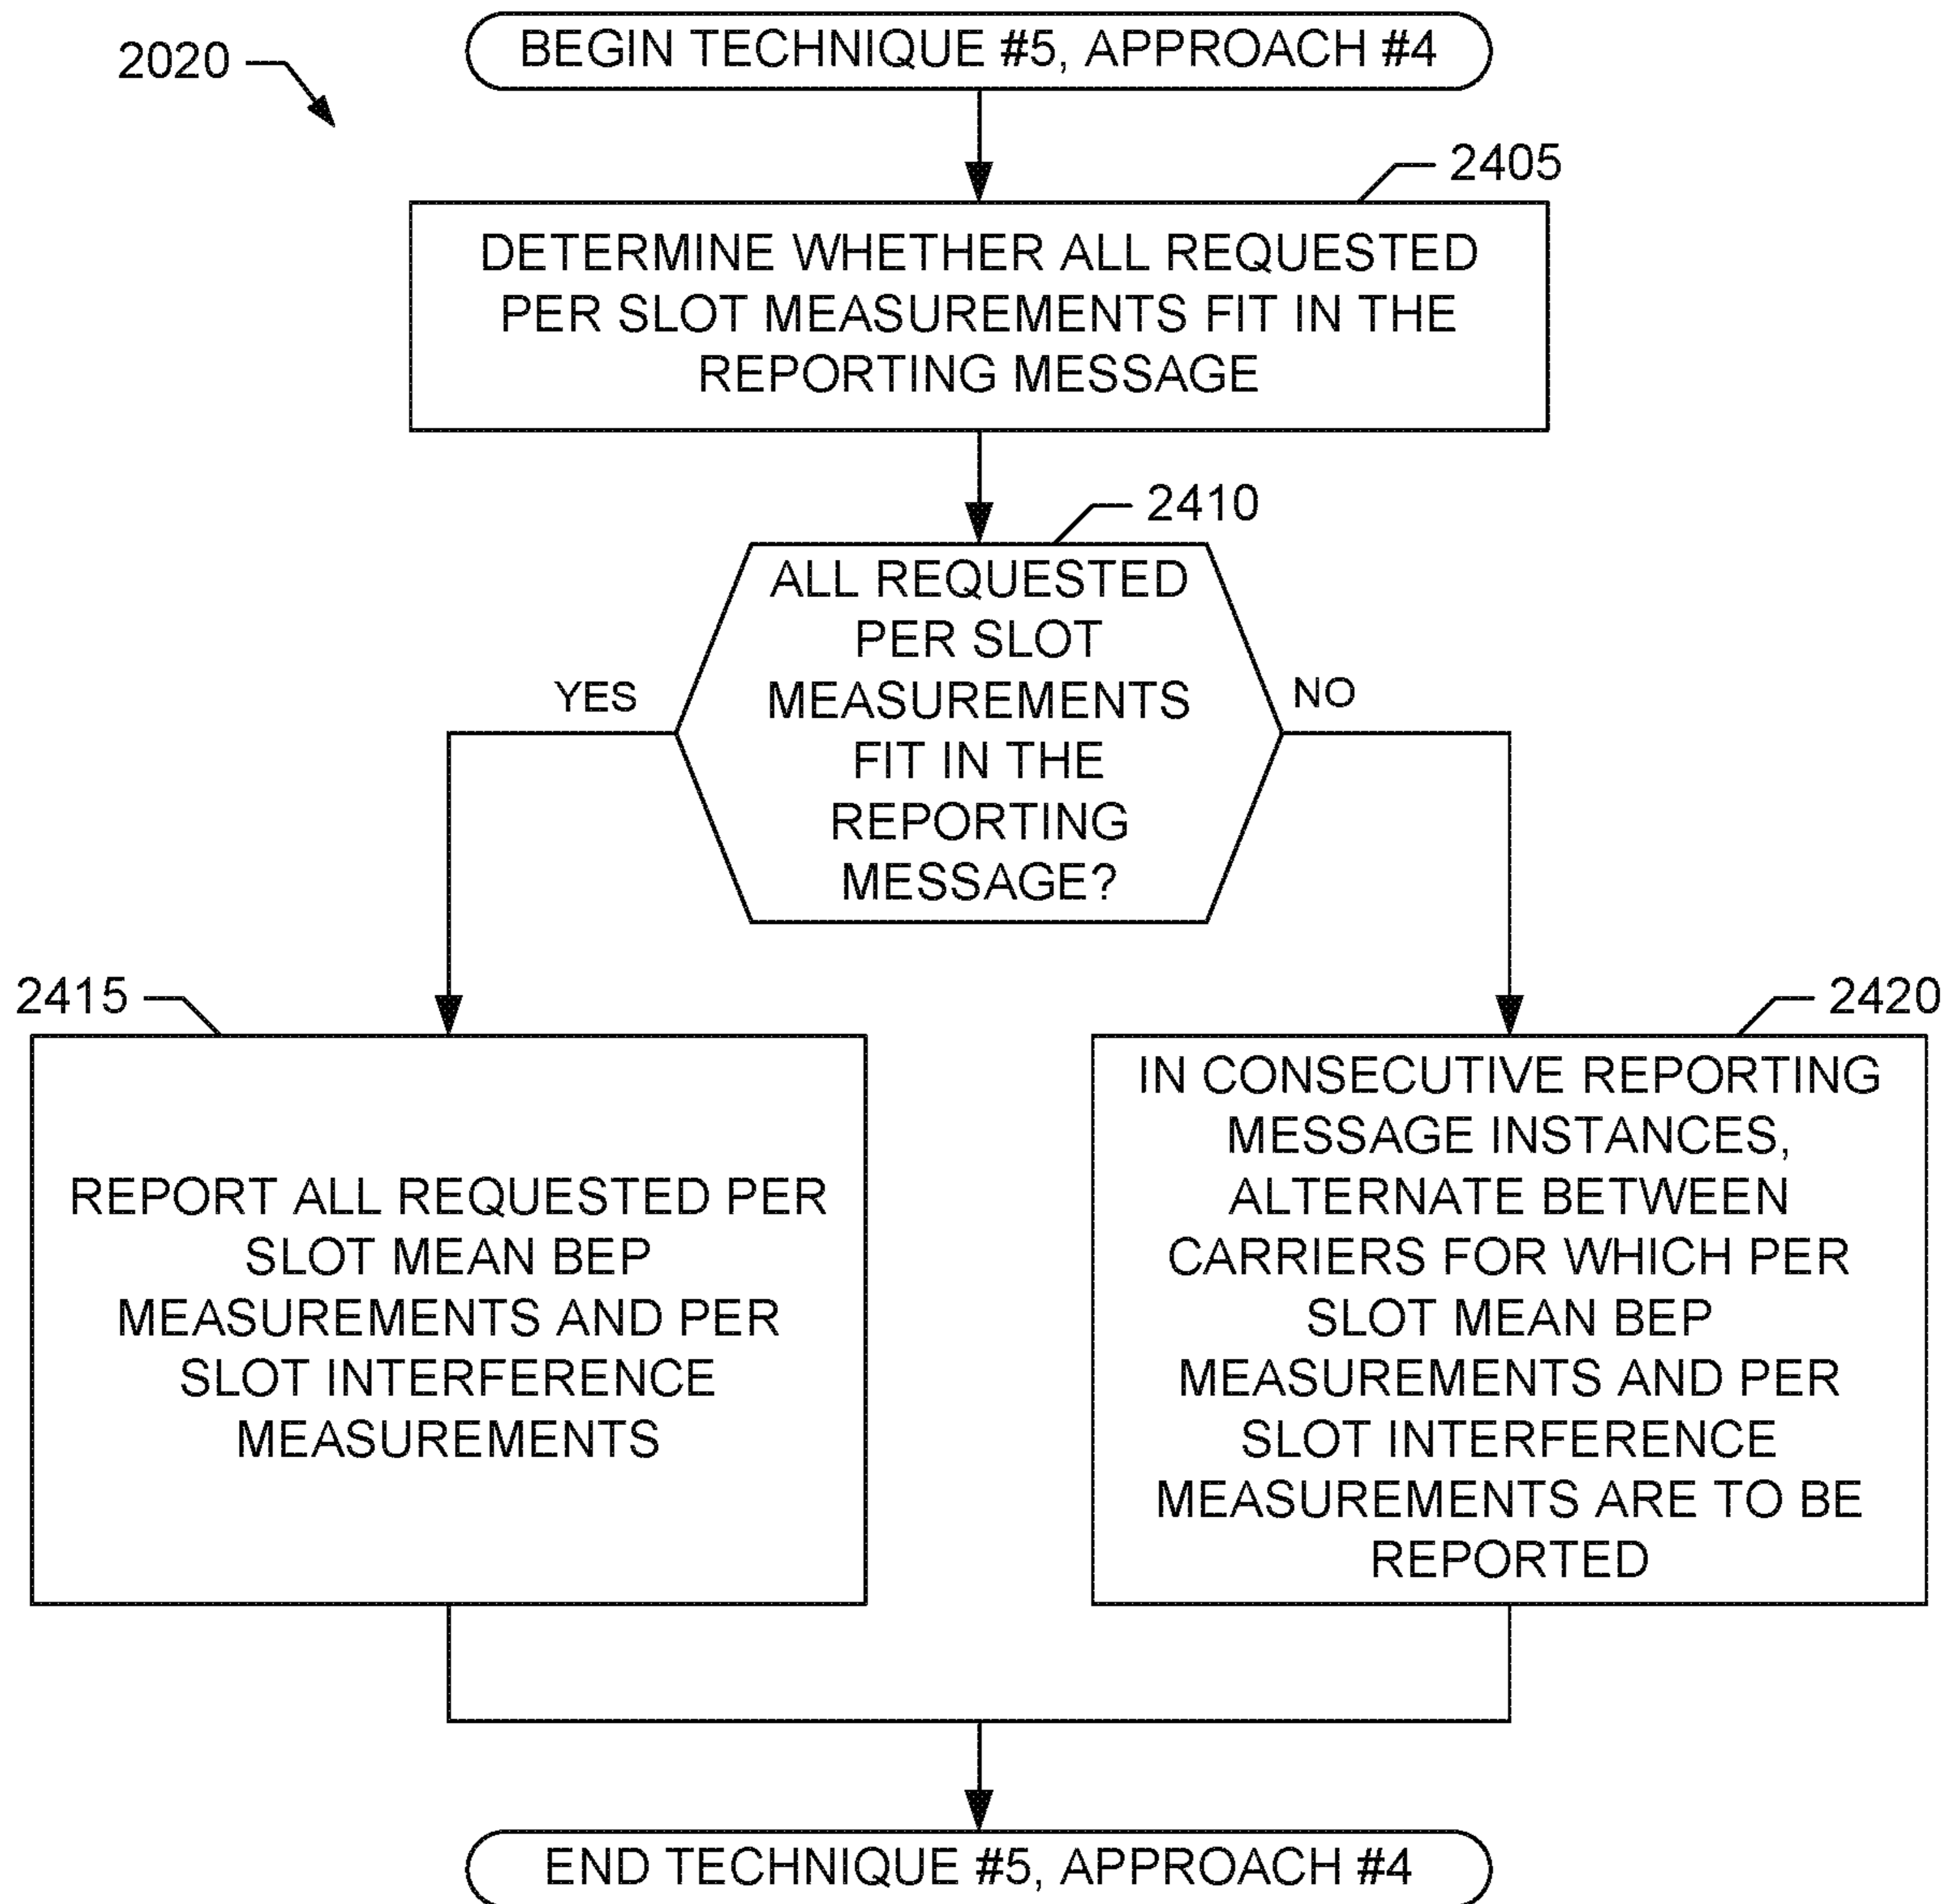 2020
BEGIN TECHNIQUE #5, APPROACH #4
2405
DETERMINE WHETHER ALL REQUESTED
PER SLOT MEASUREMENTS FIT IN THE
REPORTING MESSAGE
2410
ALL REQUESTED
PER SLOT
MEASUREMENTS
FIT IN THE
REPORTING
MESSAGE?
YES
NO
2415
REPORT ALL REQUESTED PER
SLOT MEAN BEP
MEASUREMENTS AND PER
SLOT INTERFERENCE
MEASUREMENTS
2420
IN CONSECUTIVE REPORTING
MESSAGE INSTANCES,
ALTERNATE BETWEEN
CARRIERS FOR WHICH PER
SLOT MEAN BEP
MEASUREMENTS AND PER
SLOT INTERFERENCE
MEASUREMENTS ARE TO BE
REPORTED
END TECHNIQUE #5, APPROACH #4